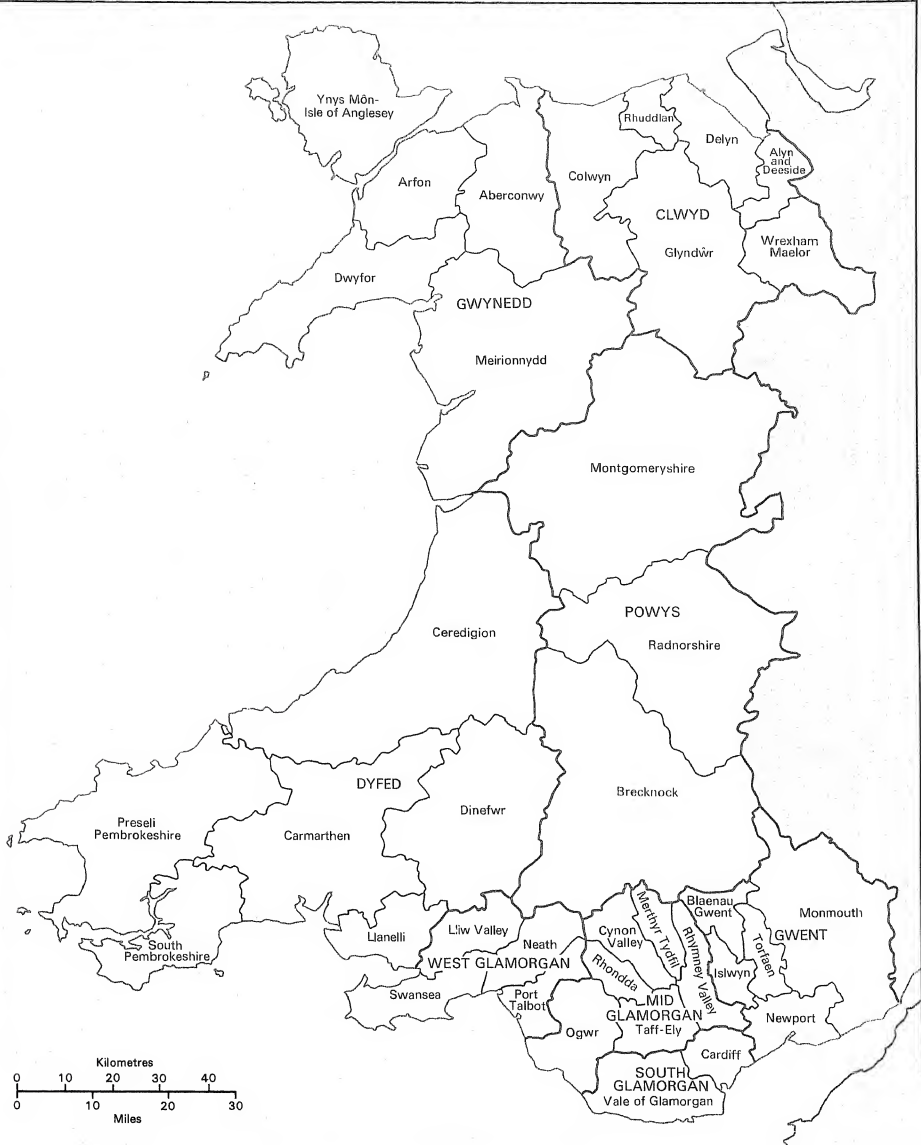 Ynys Môn-
Isle of Anglesey
Rhuddlan
Delyn
Alyn
and
Deeside
Arfon
Aberconwy
Colwyn
CLWYD
Glyndŵr
Wrexham
Maelor
Dwyfor
GWYNEDD
Meirionnydd
Montgomeryshire
POWYS
Radnorshire
Ceredigion
DYFED
Dinefwr
Brecknock
Preseli
Pembrokeshire
Carmarthen
South
Pembrokeshire
Llanelli
Lliw Valley
Neath
WEST GLAMORGAN
Swansea
Port
Talbot
Cynon
Valley
Merthyr Tydfil
Rhondda
Rhymney Valley
Blaenau
Gwent
Islwyn
Torfaen
Monmouth
GWENT
Newport
MID
GLAMORGAN
Taff-Ely
Ogwr
Cardiff
SOUTH
GLAMORGAN
Vale of Glamorgan
Kilometres
0 10 20 30 40
0 10 20 30
Miles